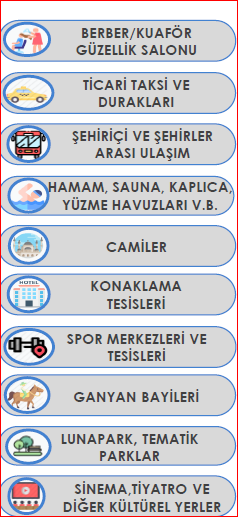 BERBER/KUAFÖR
GÜZELLİK SALONU
TİCARİ TAKSİ VE
DURAKLARI
ŞEHİRİÇİ VE ŞEHİRLER
ARASI ULAŞIM
HAMAM, SAUNA, KAPLICA,
YÜZME HAVUZLARI V.B.
CAMİLER
HOTEL
KONAKLAMA
TESİSLERİ
SPOR MERKEZLERİ VE
TESİSLERİ
GANYAN BAYİLERİ
LUNAPARK, TEMATİK
PARKLAR
SİNEMA,TİYATRO VE
DİĞER KÜLTÜREL YERLER